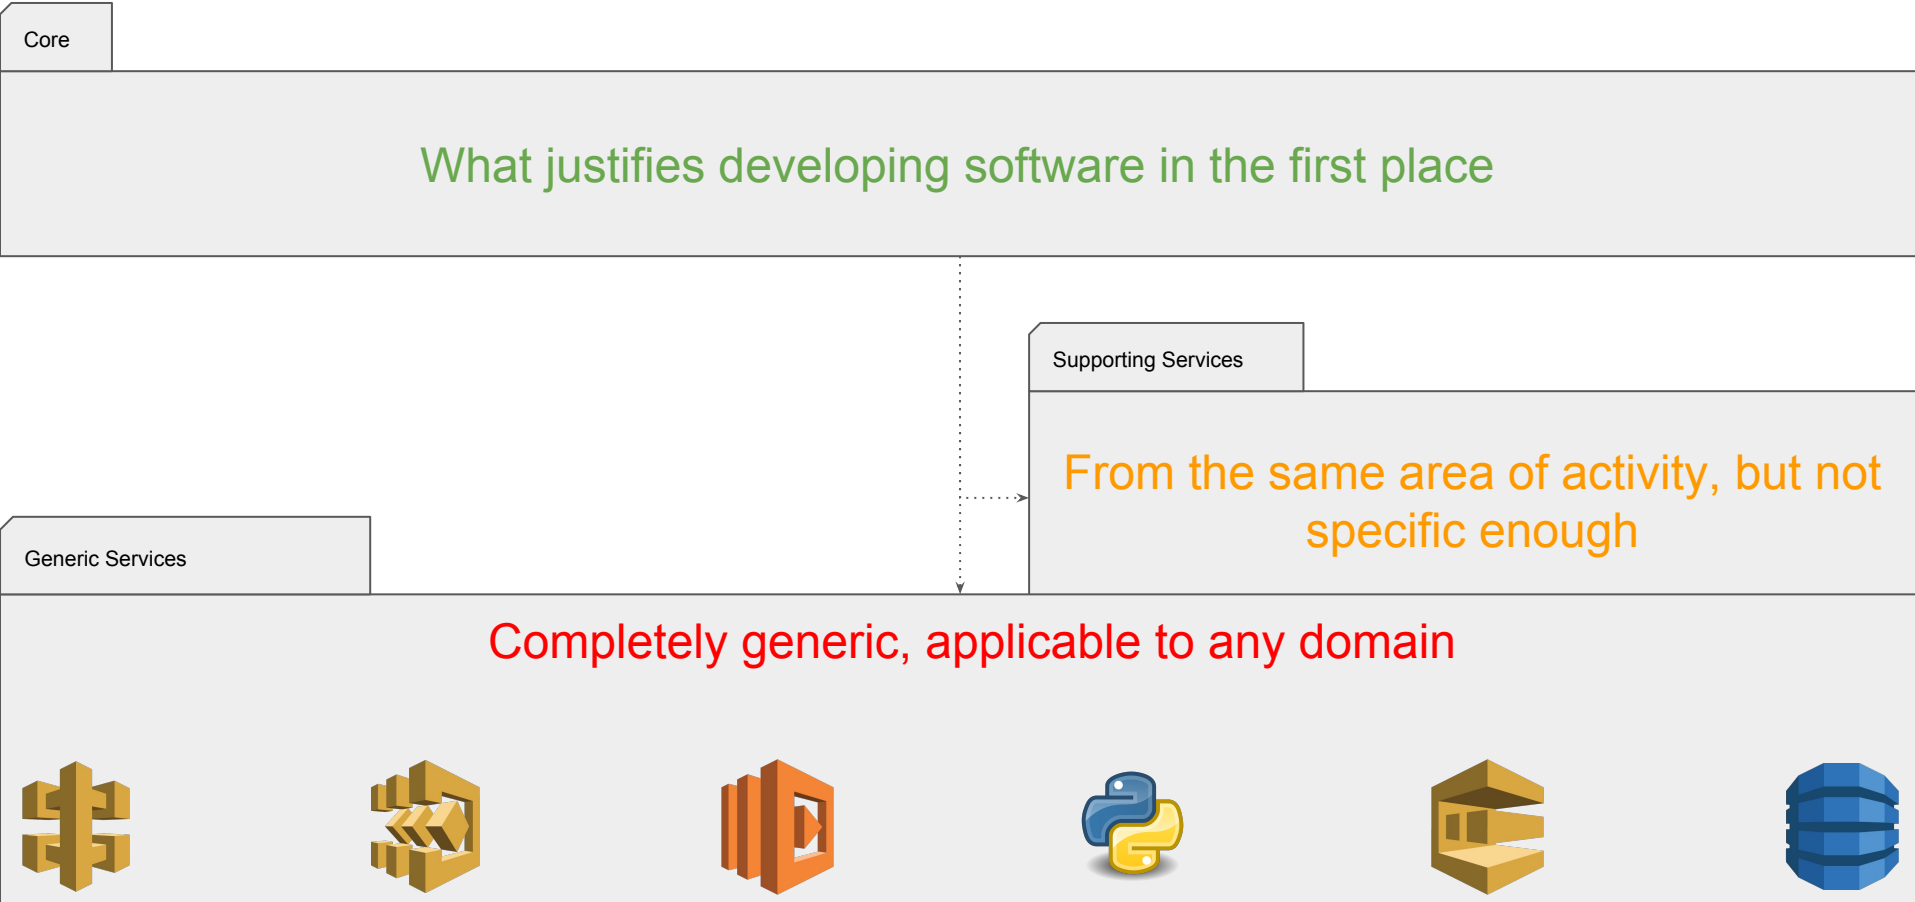 Core
What justifies developing software in the first place
Supporting Services
From the same area of activity, but not
specific enough
Generic Services
Completely generic, applicable to any domain